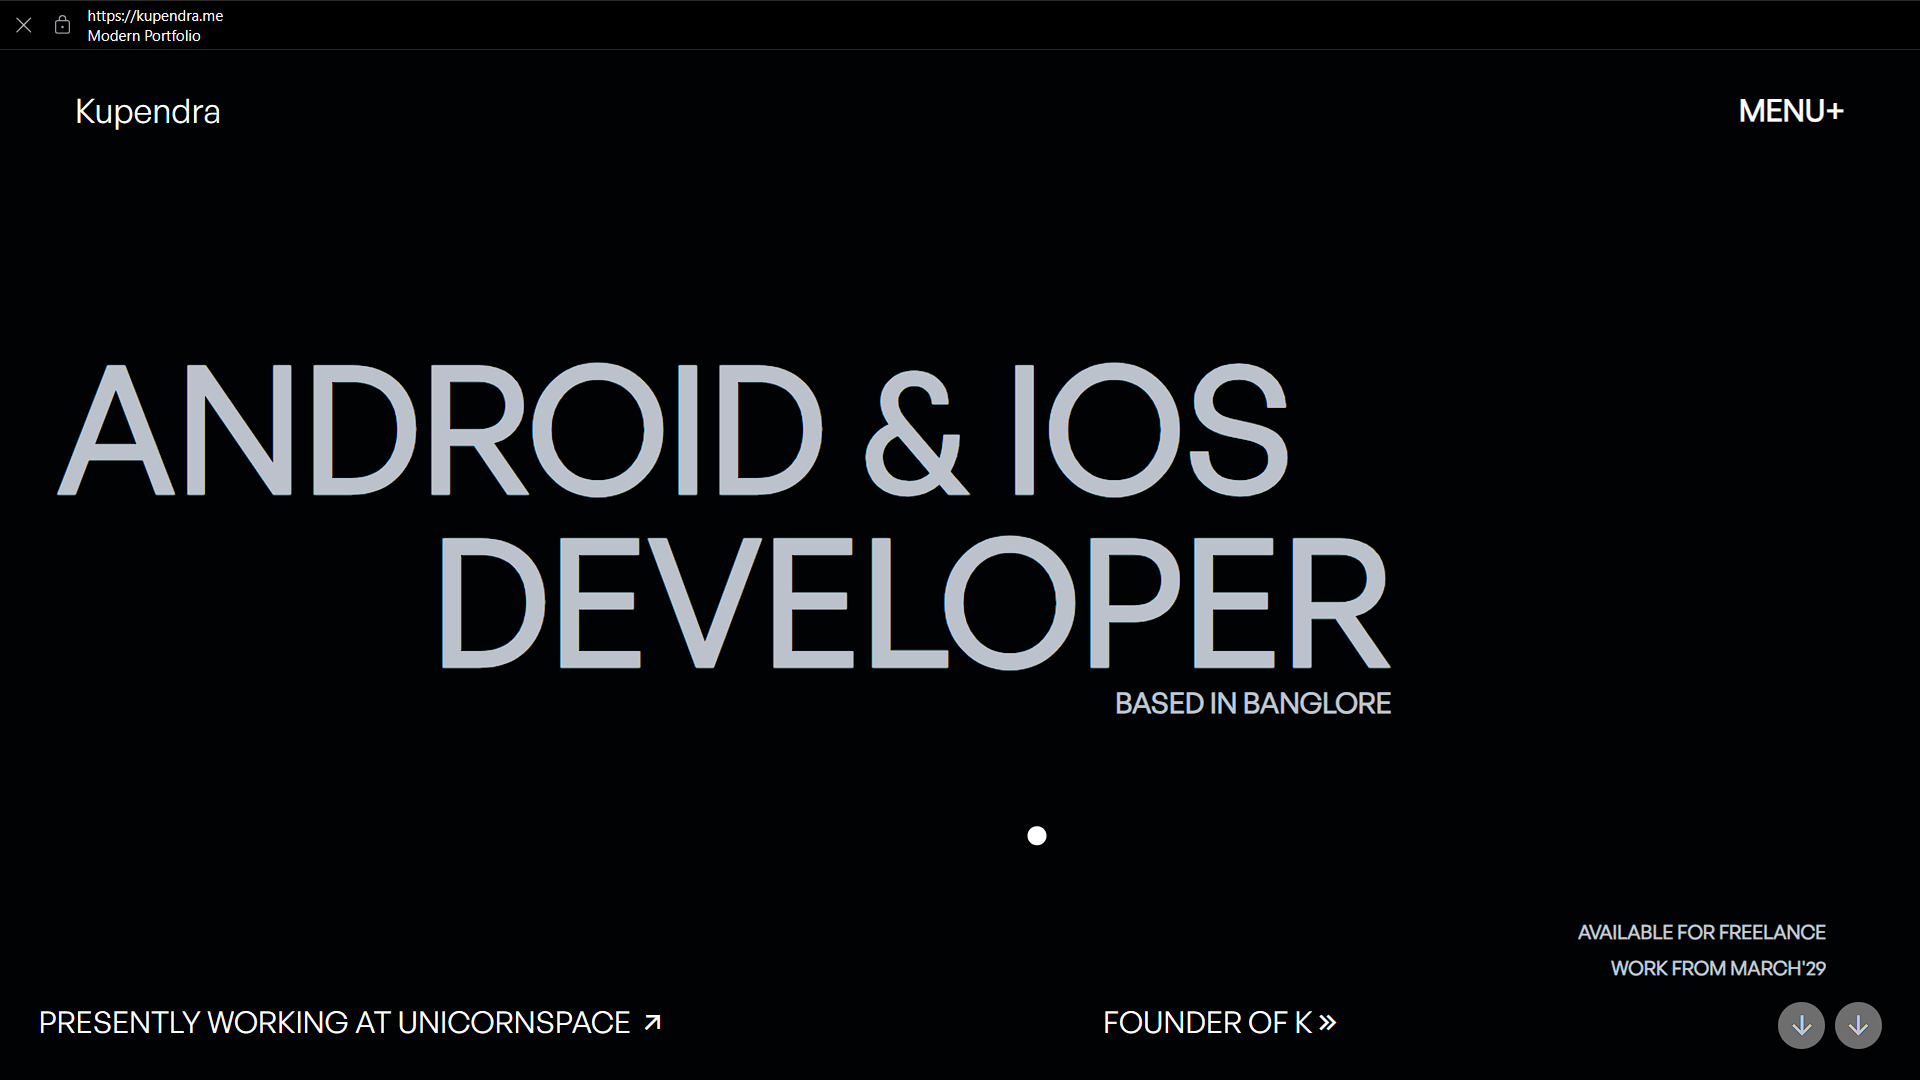 https://kupendra.me
Modern Portfolio
Kupendra
MENU+
ANDROID & IOS
DEVELOPER
BASED IN BANGLORE
AVAILABLE FOR FREELANCE
WORK FROM MARCH'29
PRESENTLY WORKING AT UNICORNSPACE
FOUNDER OF K